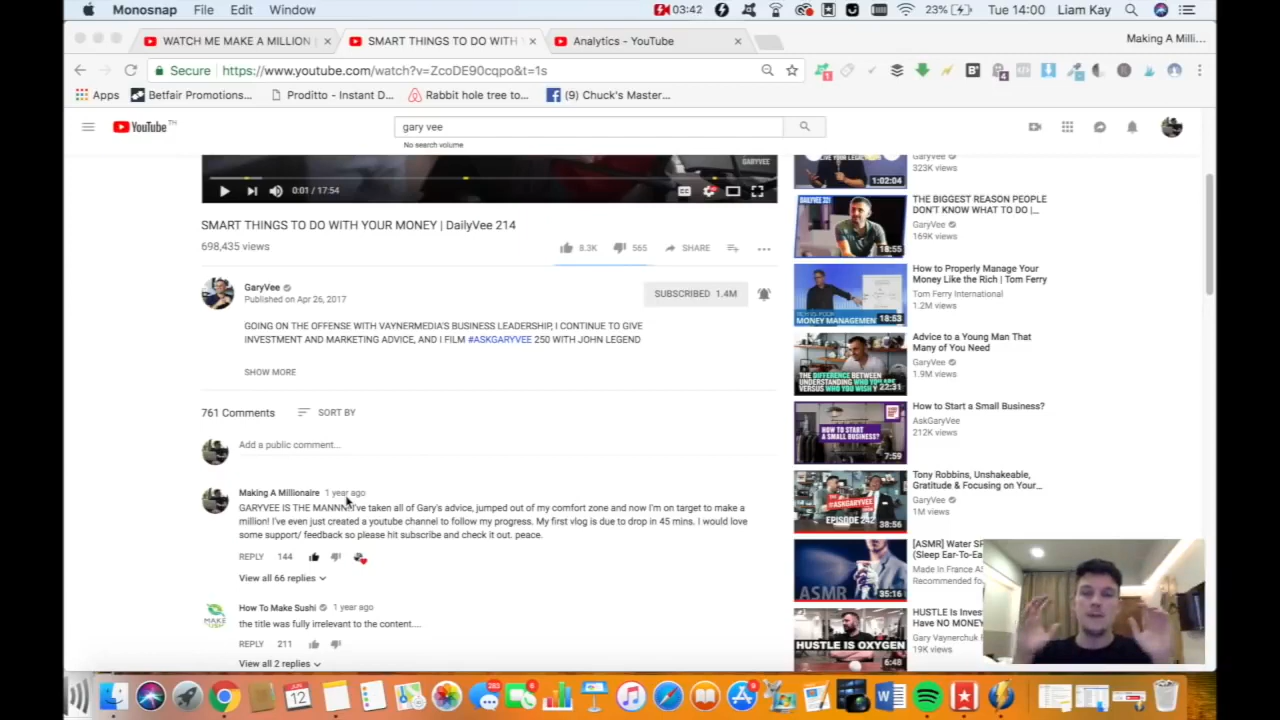 Monosnap File Edit Window 03:42 23% Tue 14:00 Liam Kay
WATCH ME MAKE A MILLION
SMART THINGS TO DO WITH
Analytics - YouTube
Making A Milli...
Secure https://www.youtube.com/watch?v=ZcoDE90cqpo&t=1s
Apps Betfair Promotions... Proditto - Instant D... Rabbit hole tree to... (9) Chuck's Master...
YouTube TH
gary vee
No search volume
GARYVEE
0:01 / 17:54
SMART THINGS TO DO WITH YOUR MONEY | DailyVee 214
698,435 views
8.3K 565 SHARE
GaryVee
Published on Apr 26, 2017
SUBSCRIBED 1.4M
GOING ON THE OFFENSE WITH VAYNERMEDIA'S BUSINESS LEADERSHIP, I CONTINUE TO GIVE
INVESTMENT AND MARKETING ADVICE, AND I FILM #ASKGARYVEE 250 WITH JOHN LEGEND
SHOW MORE
761 Comments SORT BY
Add a public comment...
Making A Millionaire 1 year ago
GARYVEE IS THE MANNN! I've taken all of Gary's advice, jumped out of my comfort zone and now I'm on target to make a
million! I've even just created a youtube channel to follow my progress. My first vlog is due to drop in 45 mins. I would love
some support/ feedback so please hit subscribe and check it out. peace.
REPLY 144
View all 66 replies
How To Make Sushi 1 year ago
the title was fully irrelevant to the content....
REPLY 211
View all 2 replies
GaryVee
323K views
1:02:04
THE BIGGEST REASON PEOPLE
DON'T KNOW WHAT TO DO |...
GaryVee
169K views
DAILYVEE 321
18:55
How to Properly Manage Your
Money Like the Rich | Tom Ferry
Tom Ferry International
1.2M views
MONEY MANAGEMEN
18:53
Advice to a Young Man That
Many of You Need
GaryVee
1.9M views
THE DIFFERENCE BETWEEN
UNDERSTANDING WHO YOU ARE
VERSUS WHO YOU WISH Y
22:31
How to Start a Small Business?
AskGaryVee
212K views
HOW TO START
A SMALL BUSINESS?
7:59
Tony Robbins, Unshakeable,
Gratitude & Focusing on Your...
GaryVee
1M views
#ASKGARYVEE
EPISODE 242
38:56
[ASMR] Water
(Sleep Ear-To-Ea
Made In France AS
Recommended fo
ASMR
35:16
HUSTLE Is Inves
Have NO MONEY
Gary Vaynerchuk
19K views
HUSTLE IS OXYGEN
6:48
JUN
12
283